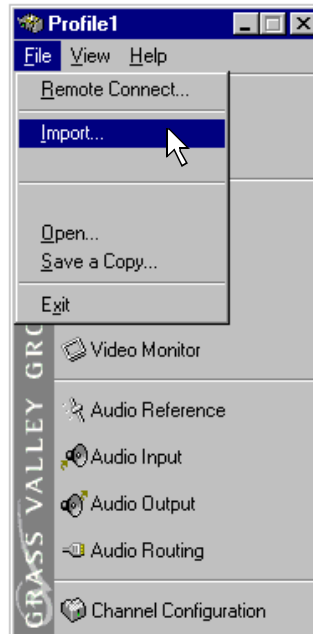 Profile1
File View Help
Remote Connect...
Import...
Open...
Save a Copy...
Exit
Video Monitor
Audio Reference
Audio Input
Audio Output
Audio Routing
Channel Configuration
GRASS VALLEY GRO